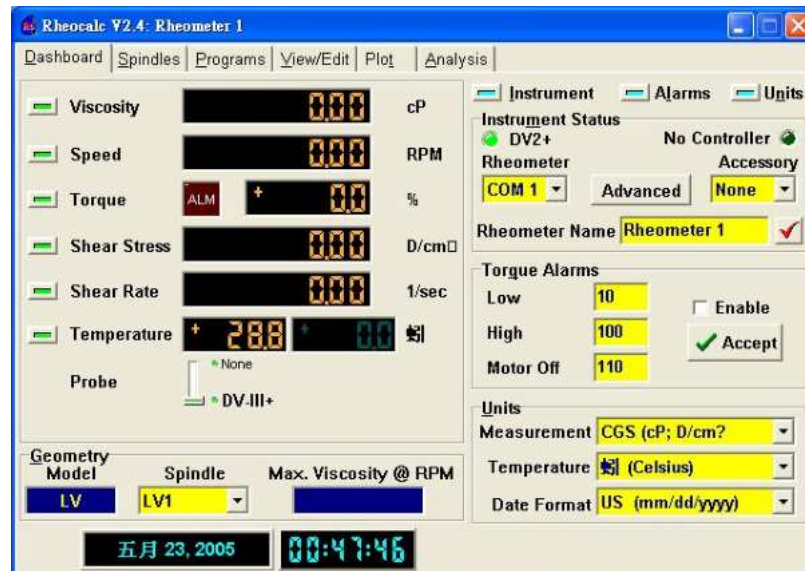 Rheocalc V2.4: Rheometer 1
Dashboard Spindles Programs View/Edit Plot Analysis
Viscosity 0.00 cP
Speed 0.00 RPM
Torque ALM + 0.0 %
Shear Stress 0.00 D/cm□
Shear Rate 0.00 1/sec
Temperature + 28.8 + 0.0 蚓
Probe
None
DV-III+
Geometry
Model Spindle Max. Viscosity @ RPM
LV LV1
五月 23, 2005 00:47:46
Instrument Alarms Units
Instrument Status
DV2+ No Controller
Rheometer Accessory
COM 1 Advanced None
Rheometer Name Rheometer 1
Torque Alarms
Low 10
Enable
High 100
Accept
Motor Off 110
Units
Measurement CGS (cP; D/cm?
Temperature 蚓 (Celsius)
Date Format US (mm/dd/yyyy)